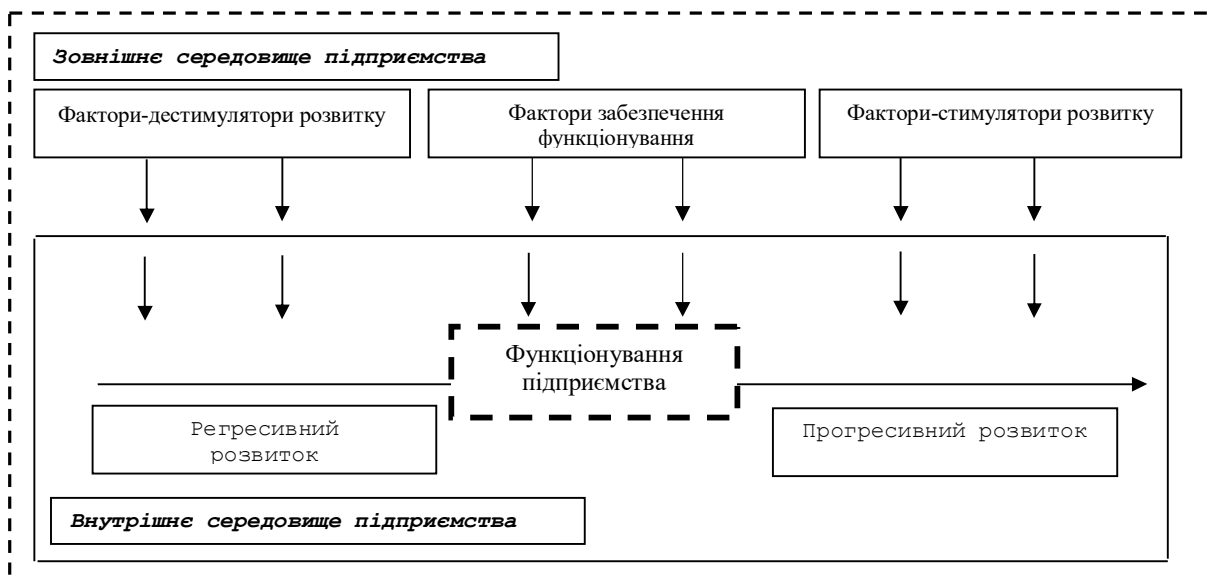 Зовнішнє середовище підприємства
Фактори-дестимулятори розвитку
Фактори забезпечення
функціонування
Фактори-стимулятори розвитку
Функціонування
підприємства
Регресивний
розвиток
Прогресивний розвиток
Внутрішнє середовище підприємства